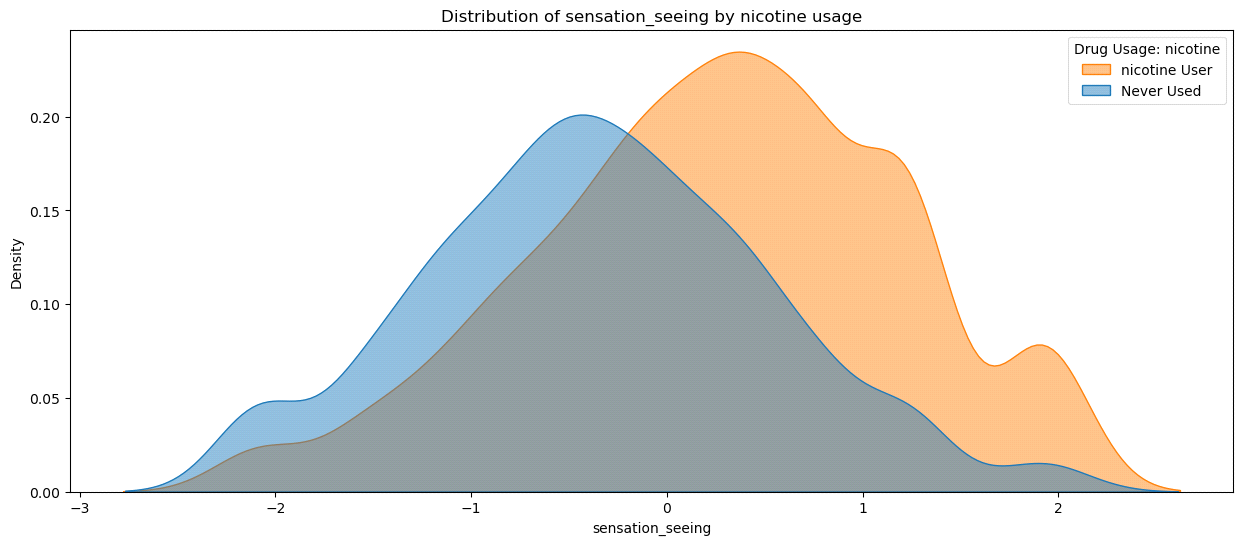 Distribution of sensation_seeing by nicotine usage
Drug Usage: nicotine
nicotine User
Never Used
Density
0.20
0.15
0.10
0.05
0.00
−3 −2 −1 0 1 2
sensation_seeing